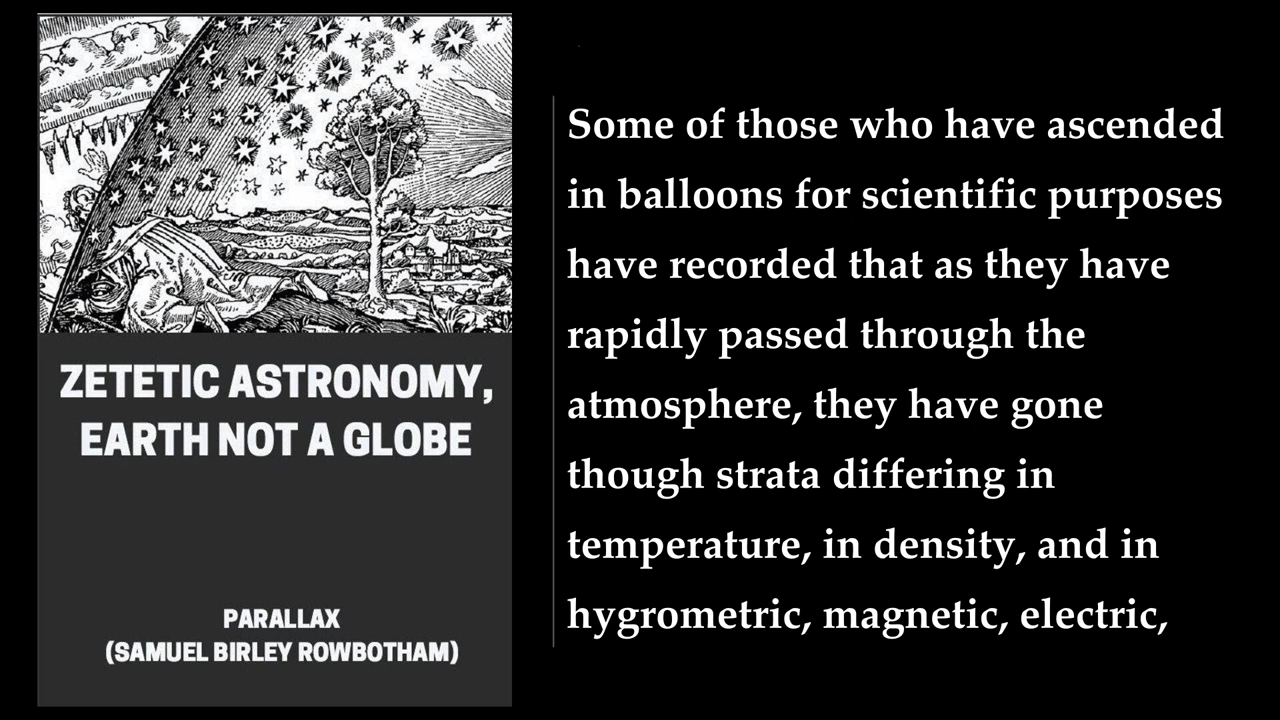 ZETETIC ASTRONOMY,
EARTH NOT A GLOBE
PARALLAX
(SAMUEL BIRLEY ROWBOTHAM)
Some of those who have ascended
in balloons for scientific purposes
have recorded that as they have
rapidly passed through the
atmosphere, they have gone
though strata differing in
temperature, in density, and in
hygrometric, magnetic, electric,